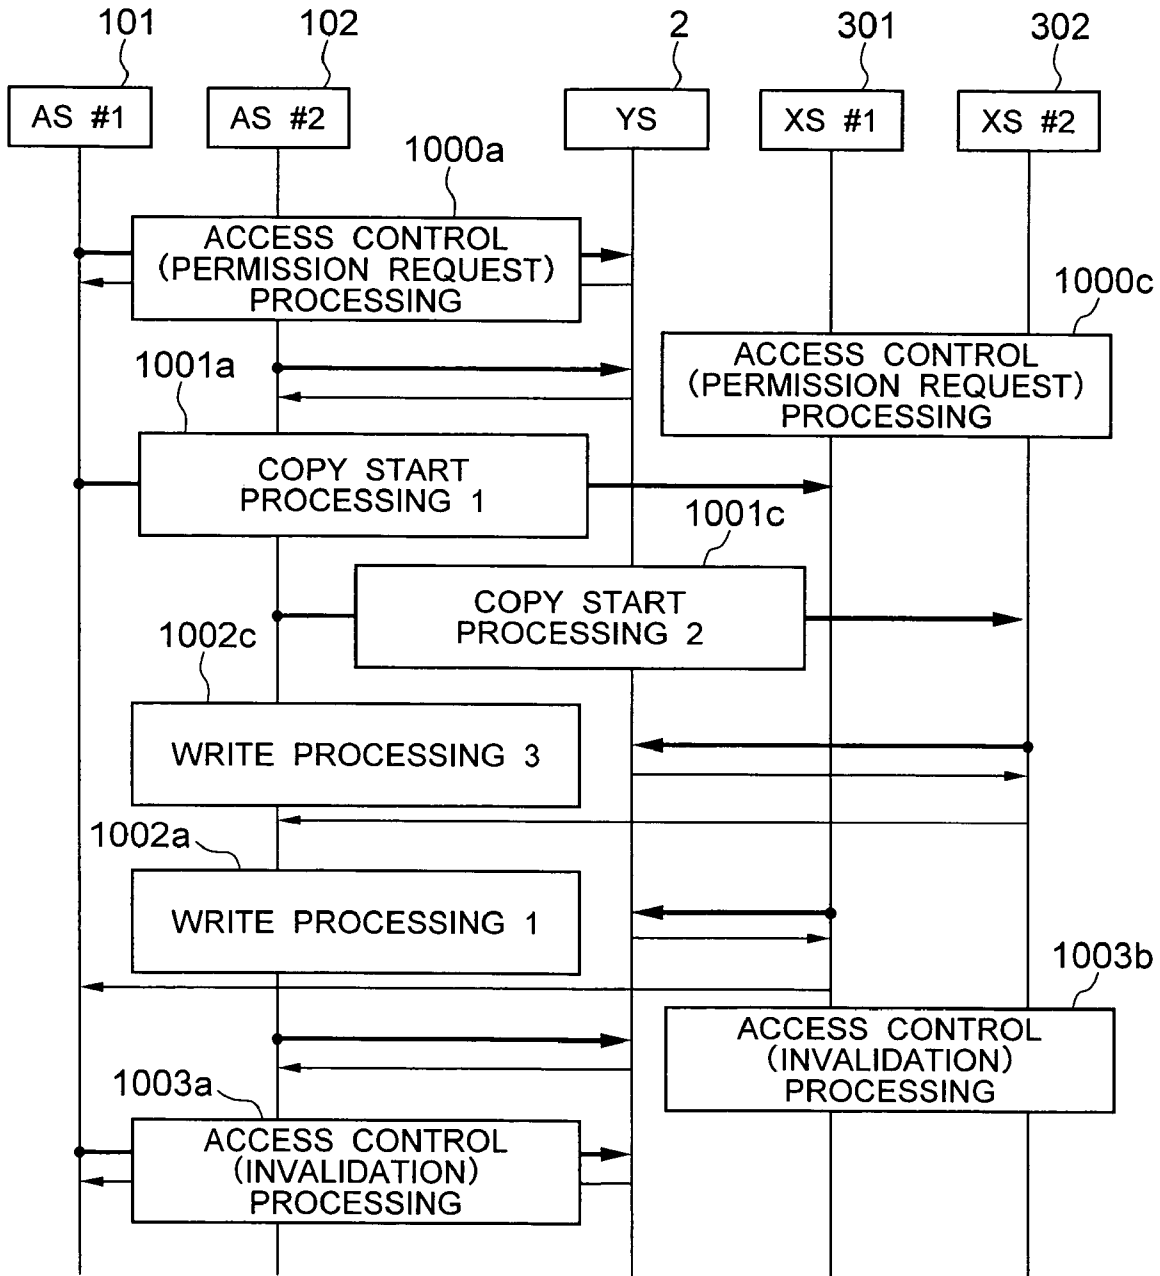 101
102
2
301
302
AS #1
AS #2
YS
XS #1
XS #2
1000a
ACCESS CONTROL
(PERMISSION REQUEST)
PROCESSING
1000c
ACCESS CONTROL
(PERMISSION REQUEST)
PROCESSING
1001a
COPY START
PROCESSING 1
1001c
COPY START
PROCESSING 2
1002c
WRITE PROCESSING 3
1002a
WRITE PROCESSING 1
1003b
ACCESS CONTROL
(INVALIDATION)
PROCESSING
1003a
ACCESS CONTROL
(INVALIDATION)
PROCESSING